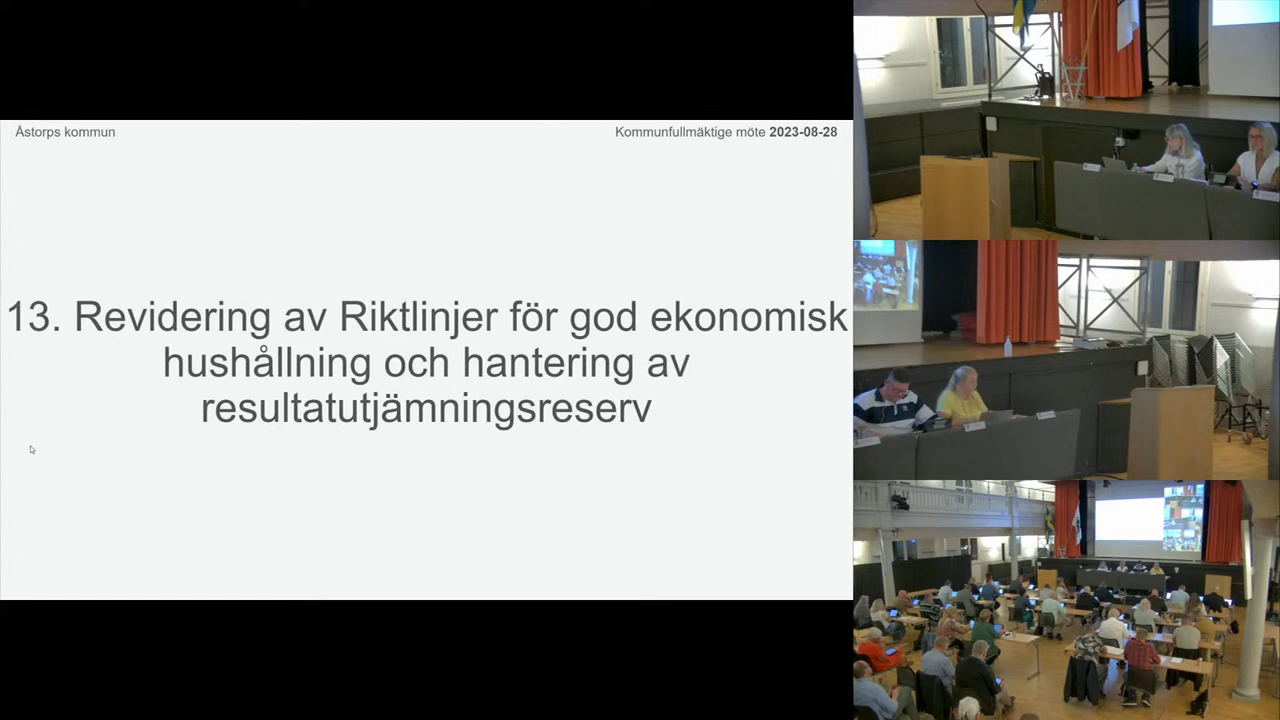 Åstorps kommun
Kommunfullmäktige möte 2023-08-28
13. Revidering av Riktlinjer för god ekonomisk
hushållning och hantering av
resultatutjämningsreserv